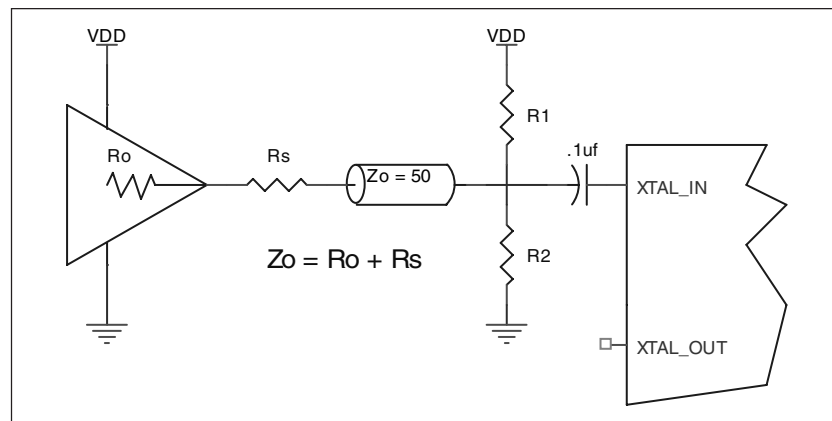 VDD
VDD
R1
Ro
Rs
Zo = 50
.1uf
XTAL_IN
Zo = Ro + Rs
R2
XTAL_OUT